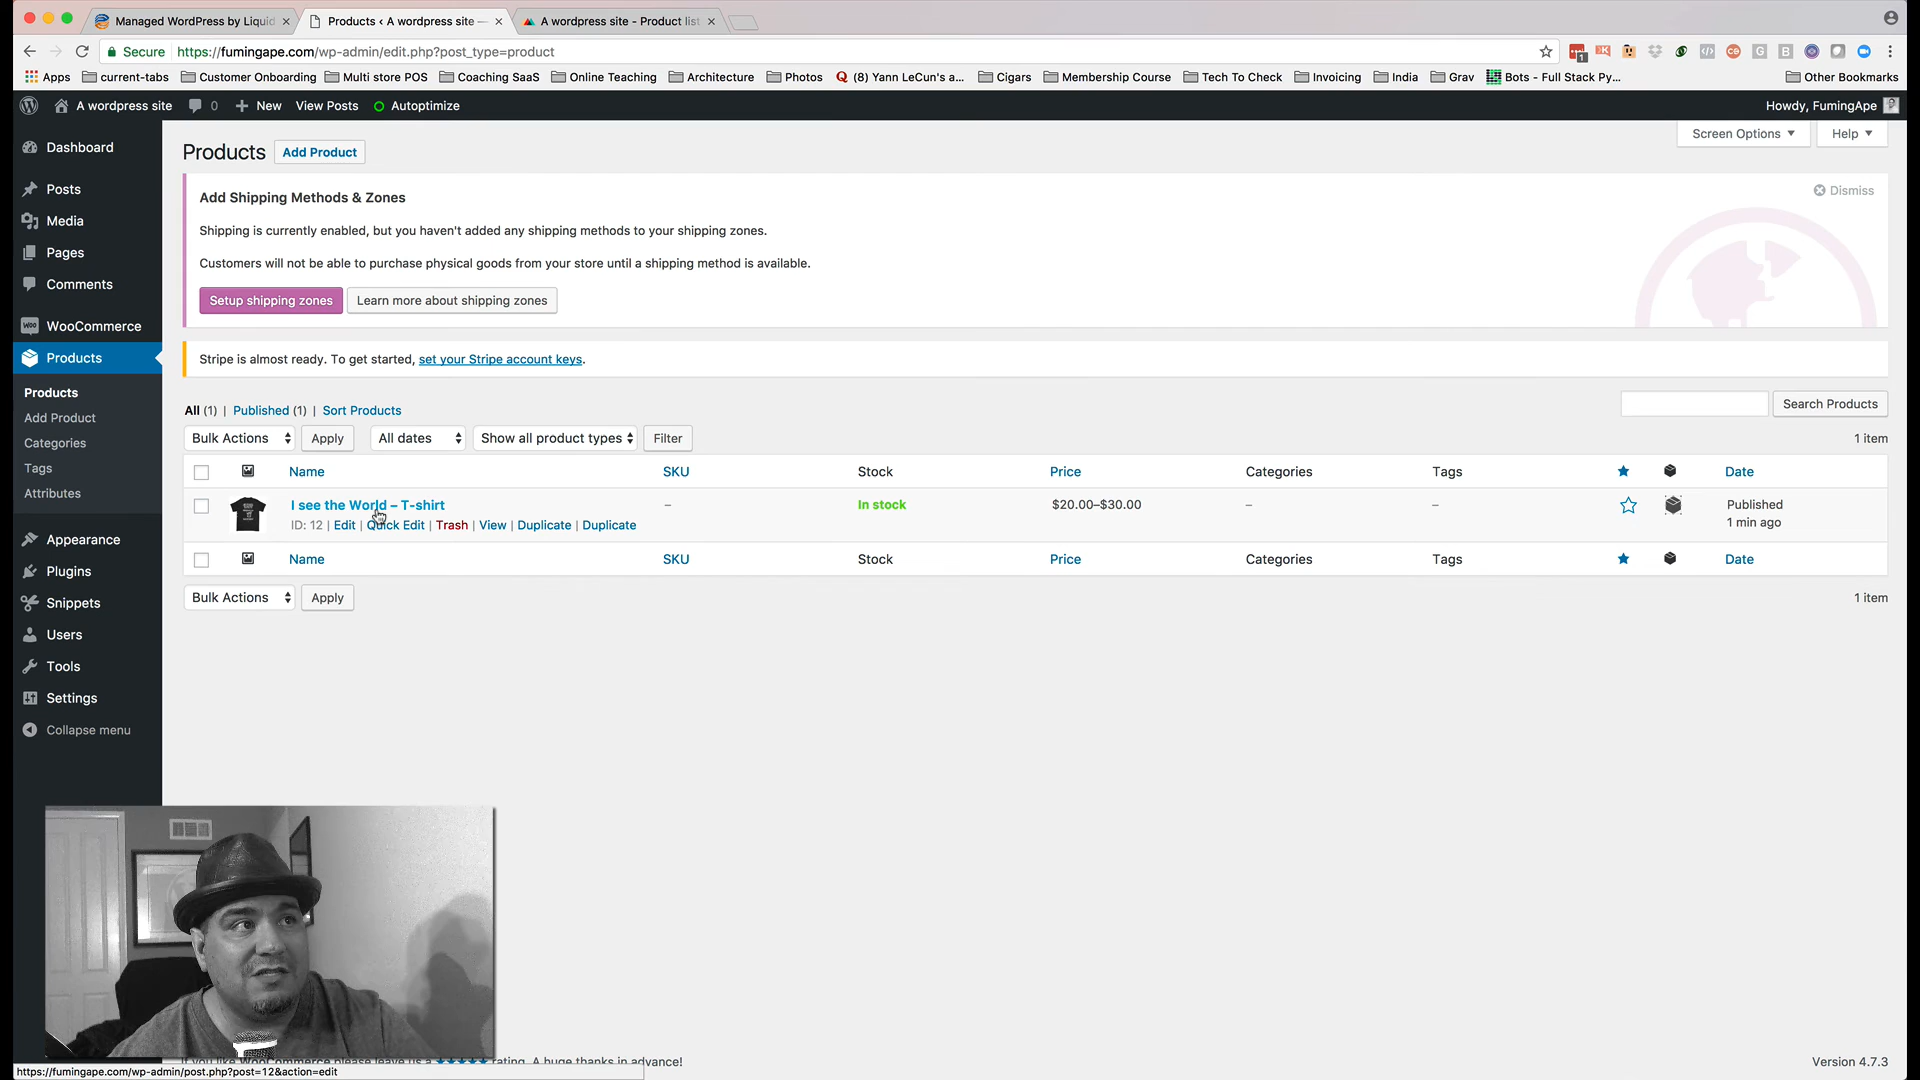 Managed WordPress by Liquid
Products ‹ A wordpress site —
A wordpress site - Product list
Secure https://fumingape.com/wp-admin/edit.php?post_type=product
1
Apps current-tabs Customer Onboarding Multi store POS Coaching SaaS Online Teaching Architecture Photos (8) Yann LeCun's a... Cigars Membership Course Tech To Check Invoicing India Grav Bots - Full Stack Py... Other Bookmarks
A wordpress site 0 New View Posts Autoptimize Howdy, FumingApe
Screen Options Help
Dashboard
Posts
Media
Pages
Comments
WooCommerce
Products
Products
Add Product
Categories
Tags
Attributes
Appearance
Plugins
Snippets
Users
Tools
Settings
Collapse menu
Products Add Product
Add Shipping Methods & Zones
Dismiss
Shipping is currently enabled, but you haven't added any shipping methods to your shipping zones.
Customers will not be able to purchase physical goods from your store until a shipping method is available.
Setup shipping zones Learn more about shipping zones
Stripe is almost ready. To get started, set your Stripe account keys.
All (1) | Published (1) | Sort Products
Search Products
Bulk Actions Apply All dates Show all product types Filter 1 item
Name SKU Stock Price Categories Tags Date
I see the World – T-shirt – In stock $20.00–$30.00 – – Published
1 min ago
ID: 12 | Edit | Quick Edit | Trash | View | Duplicate | Duplicate
Name SKU Stock Price Categories Tags Date
Bulk Actions Apply 1 item
If you like WooCommerce please leave us a ★★★★★ rating. A huge thanks in advance! Version 4.7.3
https://fumingape.com/wp-admin/post.php?post=12&action=edit